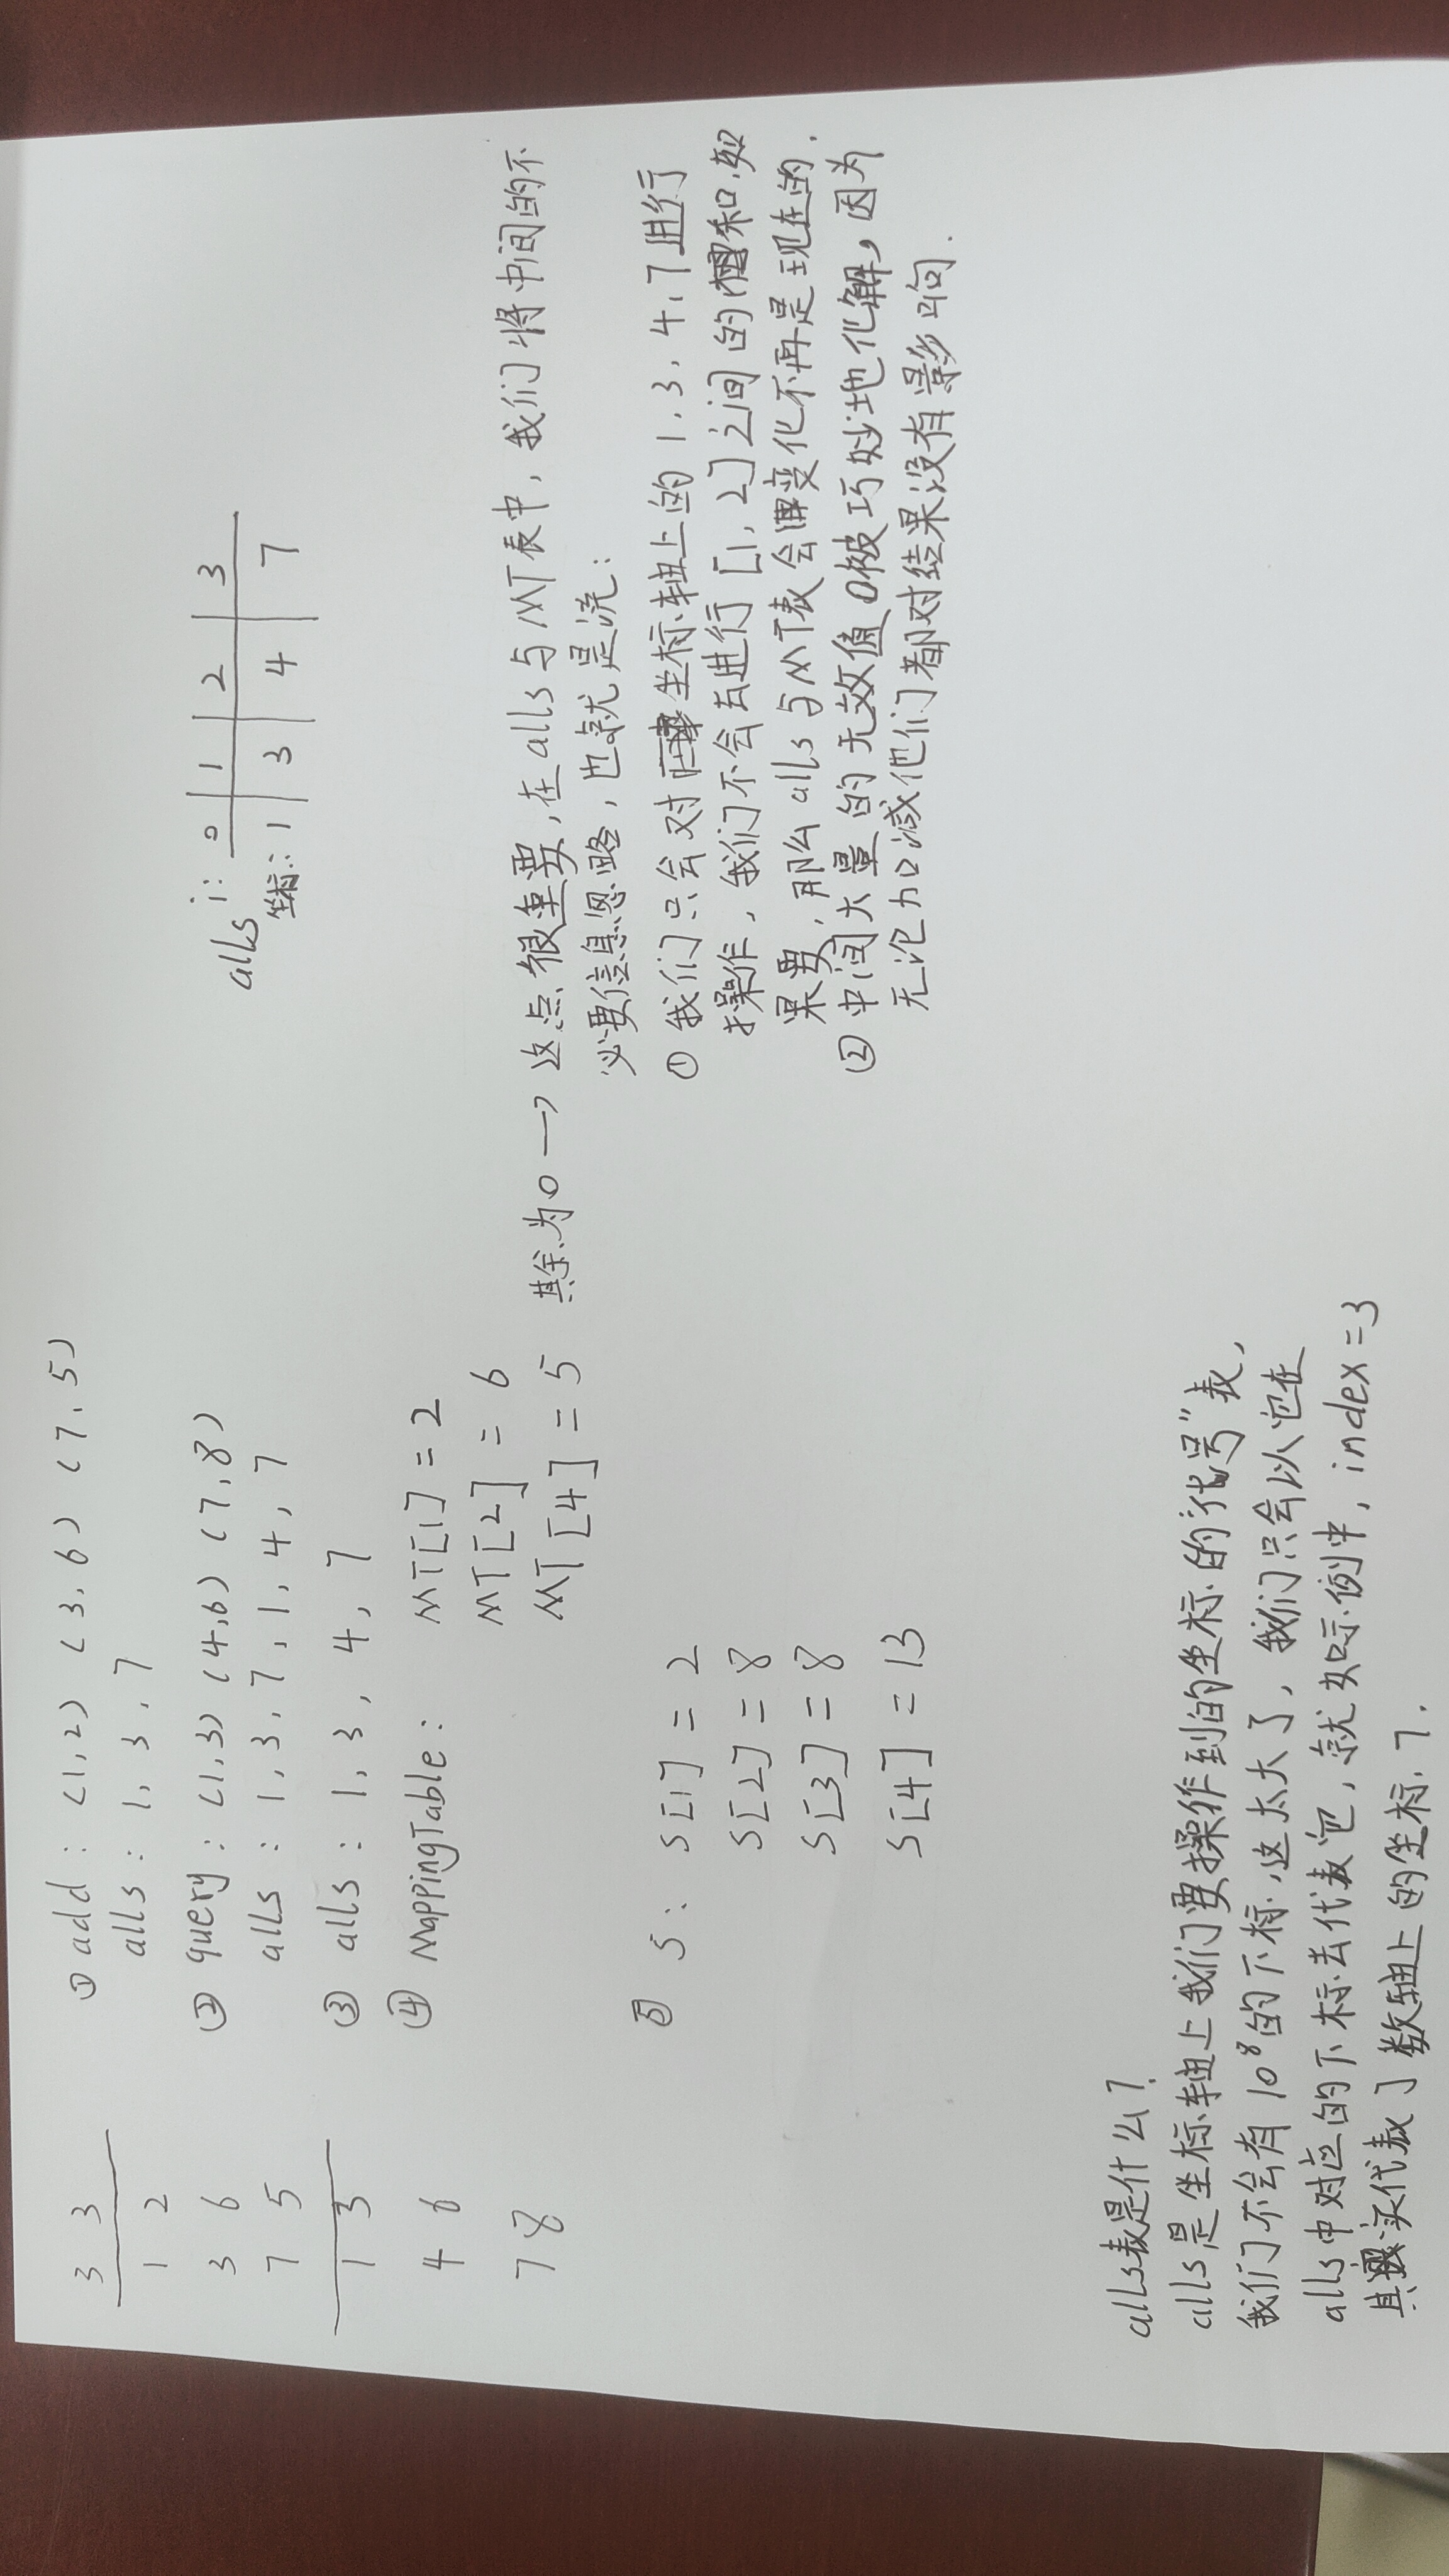 3 3
1 2
3 6
7 5
1 3
4 6
7 8
① add : (1,2) (3,6) (7,5)
alls : 1, 3, 7
② query : (1,3) (4,6) (7,8)
alls : 1, 3, 7, 1, 4, 7
③ alls : 1, 3, 4, 7
④ MappingTable : MT[1] = 2
MT[2] = 6
MT[4] = 5 其余为0 →
⑤ S : S[1] = 2
S[2] = 8
S[3] = 8
S[4] = 13
alls
i: 0 1 2 3
坐标: 1 3 4 7
这点很重要,在alls与MT表中,我们将中间的不
必要信息忽略,也就是说:
① 我们只会对坐标轴上的1,3,4,7进行
操作,我们不会去进行[1,2]之间的和,如
果要,那么alls与MT表会变化不再是现在的.
② 中间大量的无效值0被巧妙地化解,因为
无论加减他们都对结果没有影响.
alls表是什么?
alls是坐标轴上我们要操作到的坐标的"代号"表,
我们不会有10⁸的下标,这太大了,我们只会以它在
alls中对应的下标去代表它,就如示例中,index=3
其实代表了数轴上的坐标7.